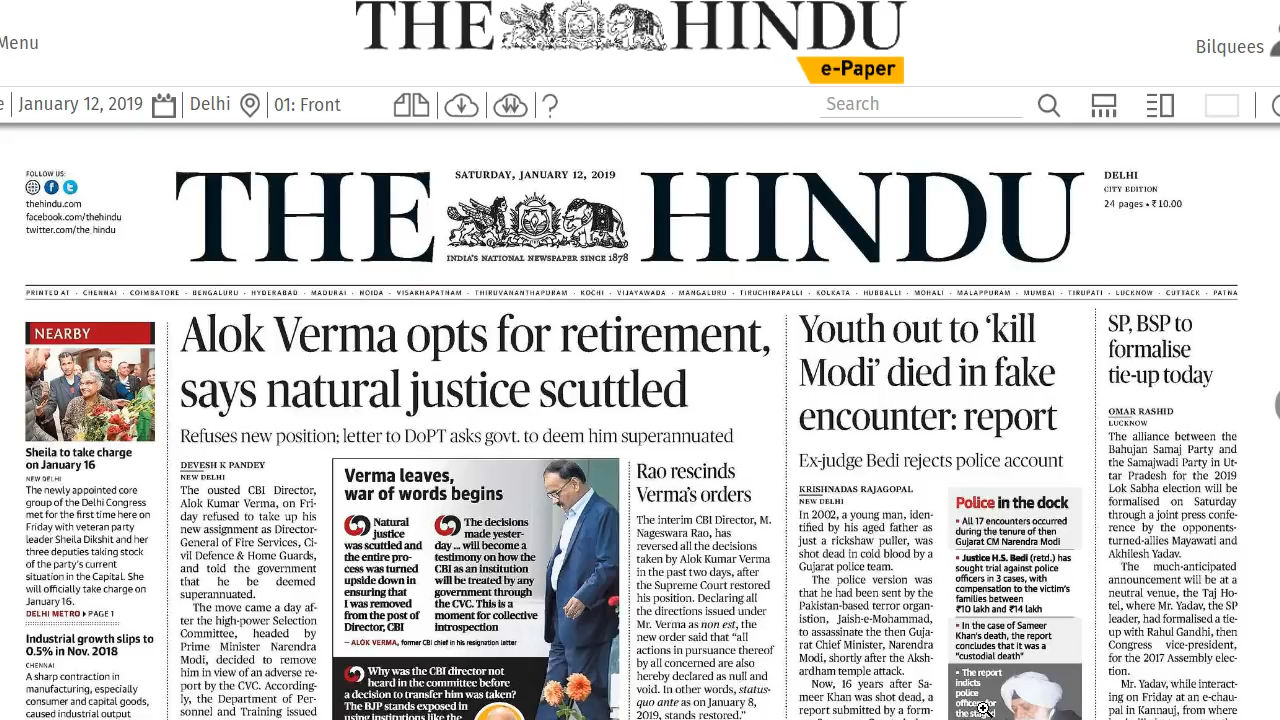 THE HINDU
e-Paper
Menu
Bilquees
January 12, 2019
Delhi
01: Front
?
Search
FOLLOW US:
thehindu.com
facebook.com/thehindu
twitter.com/the_hindu
SATURDAY, JANUARY 12, 2019
THE HINDU
INDIA'S NATIONAL NEWSPAPER SINCE 1878
DELHI
CITY EDITION
24 pages • ₹10.00
PRINTED AT · CHENNAI · COIMBATORE · BENGALURU · HYDERABAD · MADURAI · NOIDA · VISAKHAPATNAM · THIRUVANANTHAPURAM · KOCHI · VIJAYAWADA · MANGALURU · TIRUCHIRAPALLI · KOLKATA · HUBBALLI · MOHALI · MALAPPURAM · MUMBAI · TIRUPATI · LUCKNOW · CUTTACK · PATNA
NEARBY
Sheila to take charge
on January 16
NEW DELHI
The newly appointed core
group of the Delhi Congress
met for the first time here on
Friday with veteran party
leader Sheila Dikshit and her
three deputies taking stock
of the party's current
situation in the Capital. She
will officially take charge on
January 16.
DELHI METRO ▸ PAGE 1
Industrial growth slips to
0.5% in Nov. 2018
CHENNAI
A sharp contraction in
manufacturing, especially
consumer and capital goods,
caused industrial output
Alok Verma opts for retirement,
says natural justice scuttled
Refuses new position; letter to DoPT asks govt. to deem him superannuated
DEVESH K PANDEY
NEW DELHI
The ousted CBI Director,
Alok Kumar Verma, on Fri-
day refused to take up his
new assignment as Director-
General of Fire Services, Ci-
vil Defence & Home Guards,
and told the government
that he be deemed
superannuated.
The move came a day af-
ter the high-power Selection
Committee, headed by
Prime Minister Narendra
Modi, decided to remove
him in view of an adverse re-
port by the CVC. According-
ly, the Department of Per-
sonnel and Training issued
Verma leaves,
war of words begins
Natural
justice
was scuttled and
the entire pro-
cess was turned
upside down in
ensuring that
I was removed
from the post of
Director, CBI
The decisions
made yester-
day ... will become a
testimony on how the
CBI as an institution
will be treated by any
government through
the CVC. This is a
moment for collective
introspection
— ALOK VERMA, former CBI chief in his resignation letter
Why was the CBI director not
heard in the committee before
a decision to transfer him was taken?
The BJP stands exposed in
using institutions like the
Rao rescinds
Verma's orders
The interim CBI Director, M.
Nageswara Rao, has
reversed all the decisions
taken by Alok Kumar Verma
in the past two days, after
the Supreme Court restored
his position. Declaring all
the directions issued under
Mr. Verma as non est, the
new order said that "all
actions in pursuance thereof
by all concerned are also
hereby declared as null and
void. In other words, status-
quo ante as on January 8,
2019, stands restored."
Youth out to 'kill
Modi' died in fake
encounter: report
Ex-judge Bedi rejects police account
KRISHNADAS RAJAGOPAL
NEW DELHI
In 2002, a young man, iden-
tified by his aged father as
just a rickshaw puller, was
shot dead in cold blood by a
Gujarat police team.
The police version was
that he had been sent by the
Pakistan-based terror organ-
istion, Jaish-e-Mohammad,
to assassinate the then Guja-
rat Chief Minister, Narendra
Modi, shortly after the Aksh-
ardham temple attack.
Now, 16 years after Sa-
meer Khan was shot dead, a
report submitted by a form-
Police in the dock
▪ All 17 encounters occurred
during the tenure of then
Gujarat CM Narendra Modi
▪ Justice H.S. Bedi (retd.) has
sought trial against police
officers in 3 cases, with
compensation to the victim's
families between
₹10 lakh and ₹14 lakh
▪ In the case of Sameer
Khan's death, the report
concludes that it was a
"custodial death"
▪ The report
indicts
police
officers
for the
SP, BSP to
formalise
tie-up today
OMAR RASHID
LUCKNOW
The alliance between the
Bahujan Samaj Party and
the Samajwadi Party in Ut-
tar Pradesh for the 2019
Lok Sabha election will be
formalised on Saturday
through a joint press confe-
rence by the opponents-
turned-allies Mayawati and
Akhilesh Yadav.
The much-anticipated
announcement will be at a
neutral venue, the Taj Ho-
tel, where Mr. Yadav, the SP
leader, had formalised a tie-
up with Rahul Gandhi, then
Congress vice-president,
for the 2017 Assembly elec-
tion.
Mr. Yadav, while interact-
ing on Friday at an e-chau-
pal in Kannauj, from where